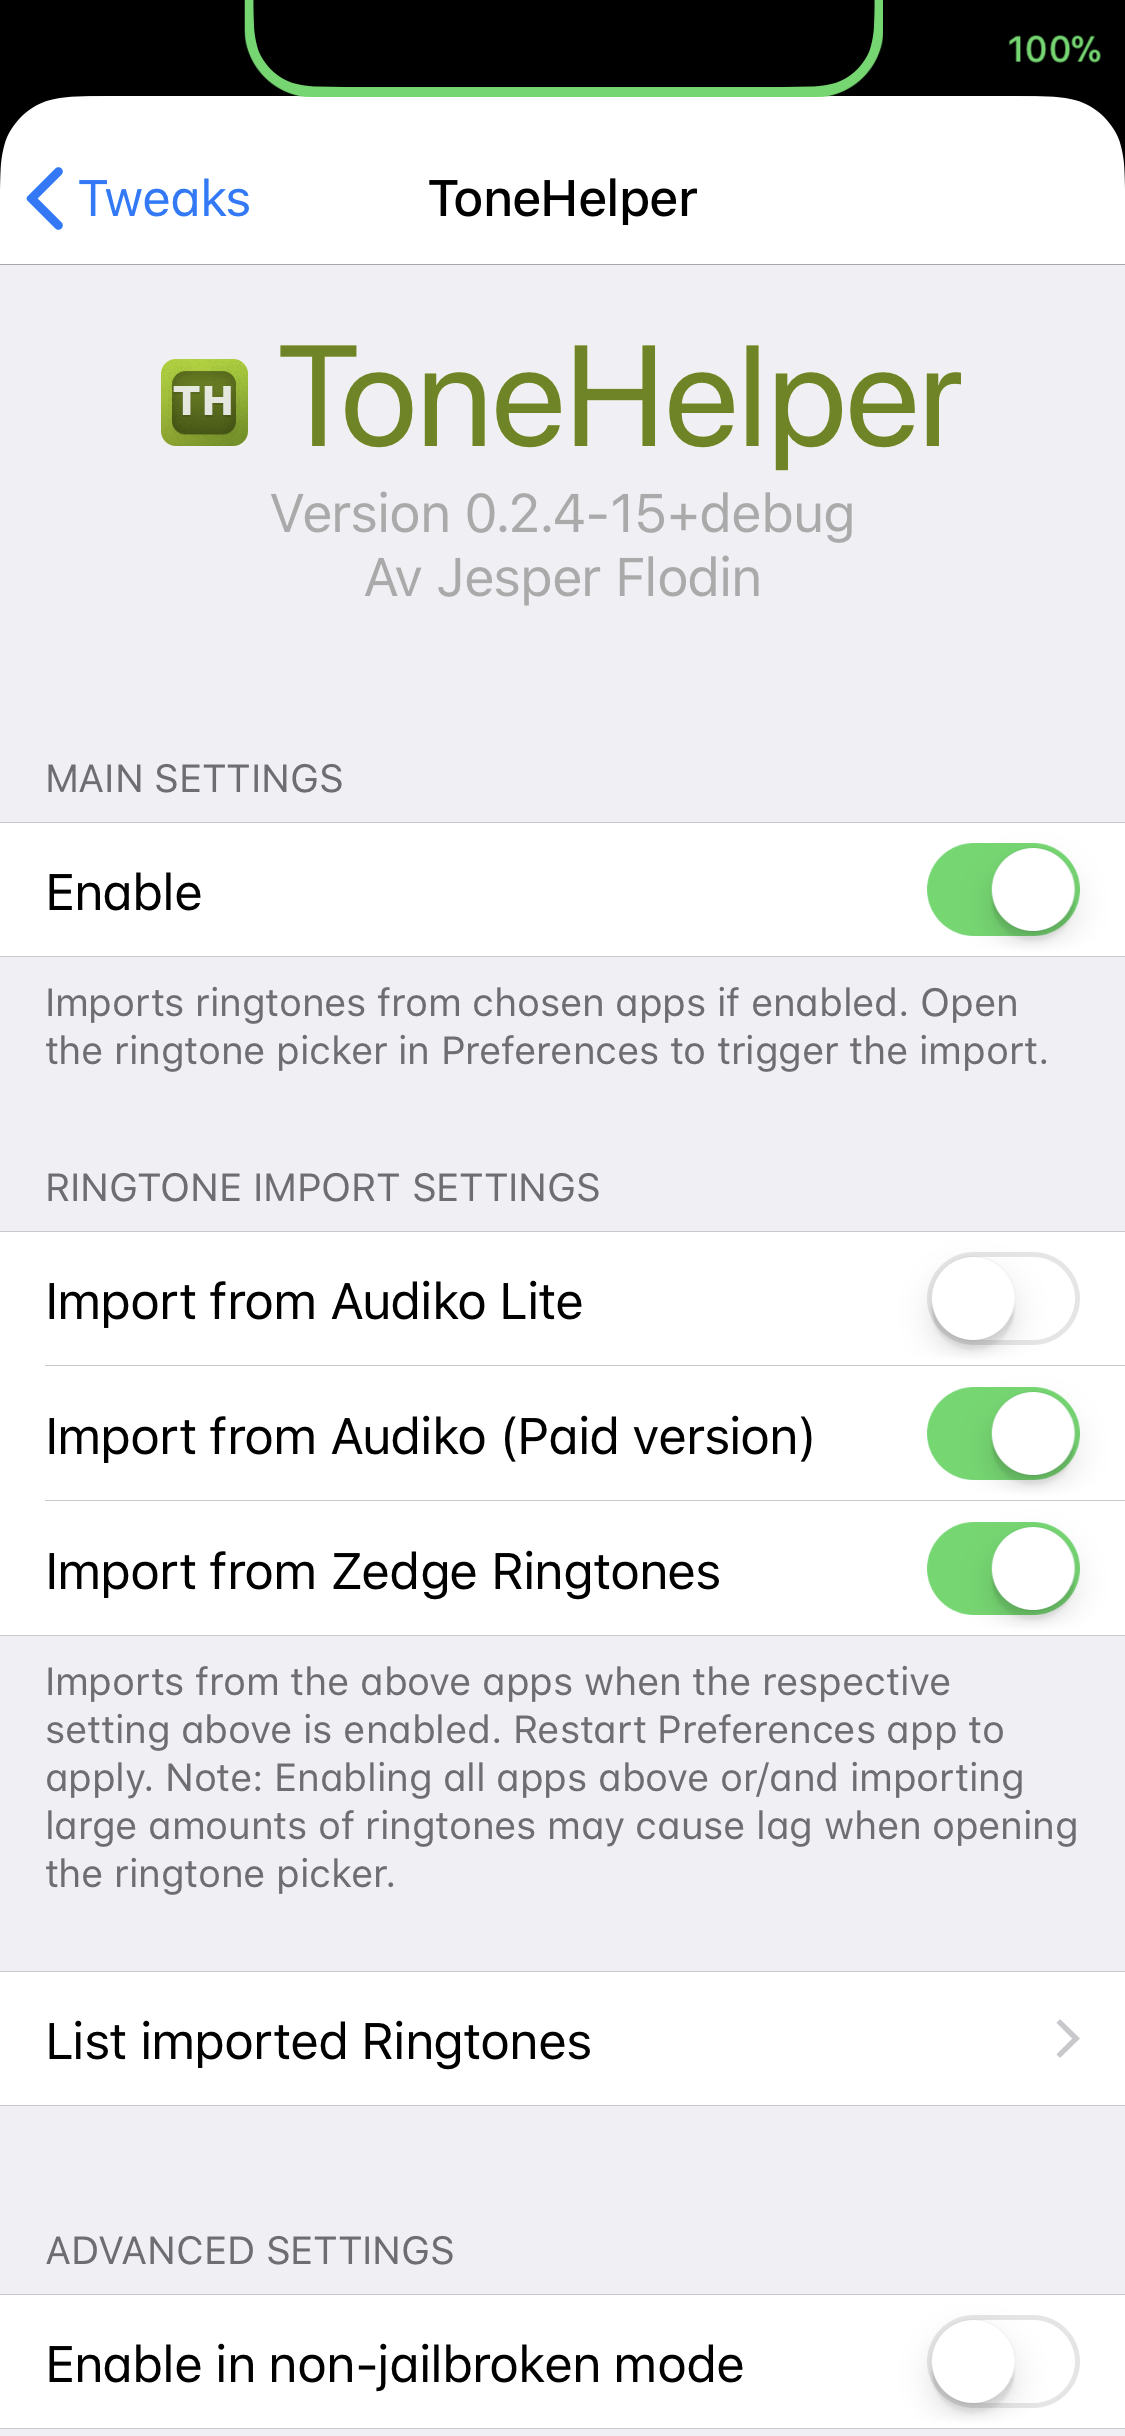 100%
Tweaks
ToneHelper
TH
ToneHelper
Version 0.2.4-15+debug
Av Jesper Flodin
MAIN SETTINGS
Enable
Imports ringtones from chosen apps if enabled. Open
the ringtone picker in Preferences to trigger the import.
RINGTONE IMPORT SETTINGS
Import from Audiko Lite
Import from Audiko (Paid version)
Import from Zedge Ringtones
Imports from the above apps when the respective
setting above is enabled. Restart Preferences app to
apply. Note: Enabling all apps above or/and importing
large amounts of ringtones may cause lag when opening
the ringtone picker.
List imported Ringtones
ADVANCED SETTINGS
Enable in non-jailbroken mode